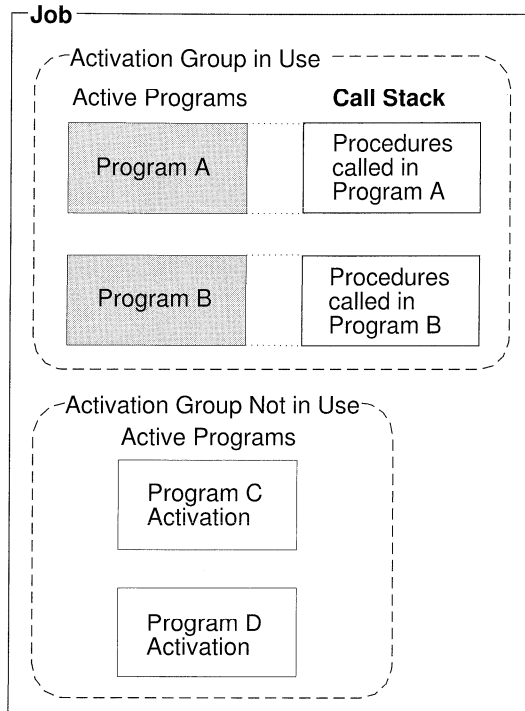 Job
Activation Group in Use
Active Programs
Call Stack
Program A
Procedures
called in
Program A
Program B
Procedures
called in
Program B
Activation Group Not in Use
Active Programs
Program C
Activation
Program D
Activation